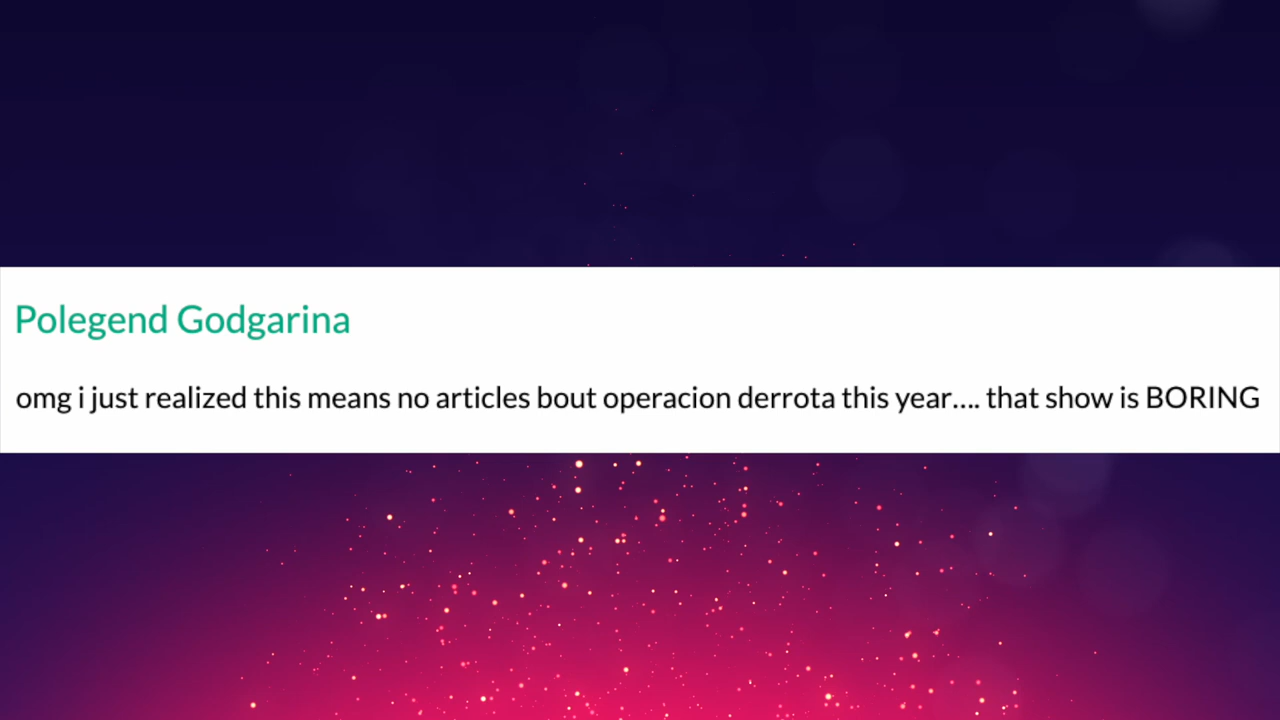 Polegend Godgarina
omg i just realized this means no articles bout operacion derrota this year.... that show is BORING